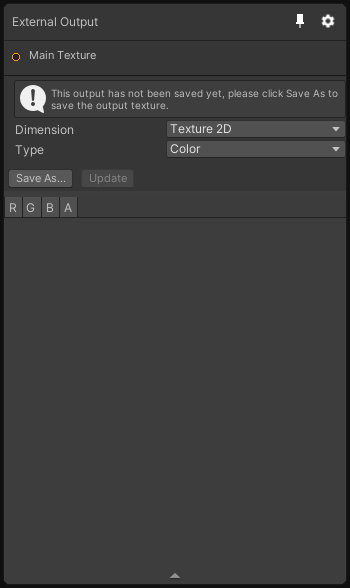 External Output
Main Texture
This output has not been saved yet, please click Save As to
save the output texture.
Dimension
Texture 2D
Type
Color
Save As...
Update
R G B A